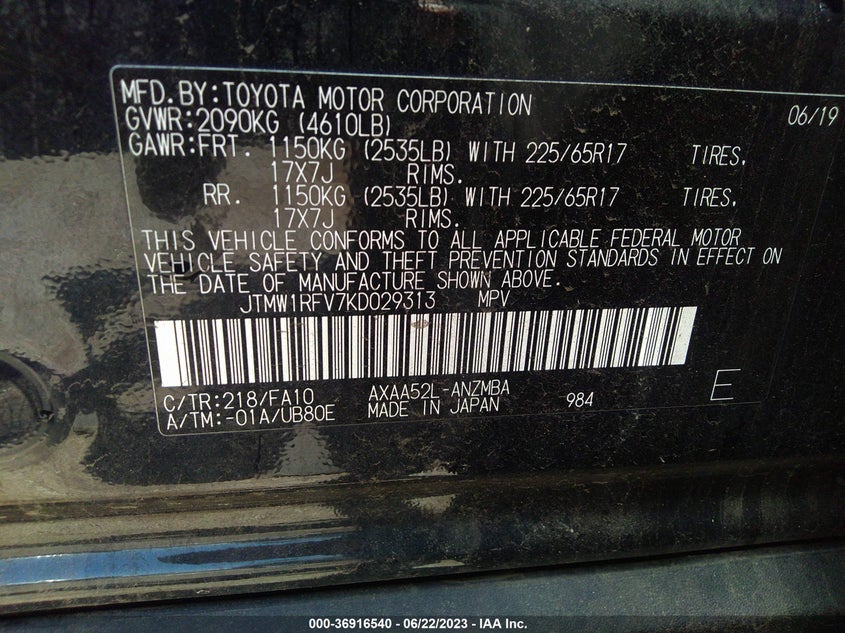 MFD.BY:TOYOTA MOTOR CORPORATION 06/19
GVWR:2090KG (4610LB)
GAWR:FRT. 1150KG (2535LB) WITH 225/65R17 TIRES,
17X7J RIMS.
RR. 1150KG (2535LB) WITH 225/65R17 TIRES,
17X7J RIMS.
THIS VEHICLE CONFORMS TO ALL APPLICABLE FEDERAL MOTOR
VEHICLE SAFETY AND THEFT PREVENTION STANDARDS IN EFFECT ON
THE DATE OF MANUFACTURE SHOWN ABOVE.
JTMW1RFV7KD029313 MPV
C/TR:218/FA10 AXAA52L-ANZMBA
A/TM:-01A/UB80E MADE IN JAPAN 984 E
000-36916540 - 06/22/2023 - IAA Inc.